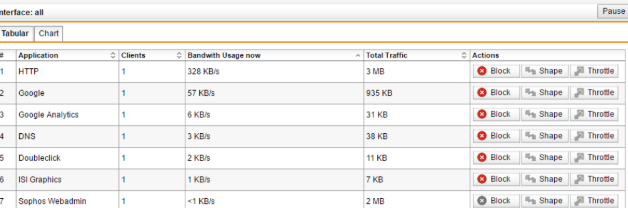 nterface: all Pause
Tabular Chart
# Application Clients Bandwith Usage now Total Traffic Actions
1 HTTP 1 328 KB/s 3 MB Block Shape Throttle
2 Google 1 57 KB/s 935 KB Block Shape Throttle
3 Google Analytics 1 6 KB/s 31 KB Block Shape Throttle
4 DNS 1 3 KB/s 38 KB Block Shape Throttle
5 Doubleclick 1 2 KB/s 11 KB Block Shape Throttle
6 ISI Graphics 1 1 KB/s 7 KB Block Shape Throttle
7 Sophos Webadmin 1 <1 KB/s 2 MB Block Shape Throttle